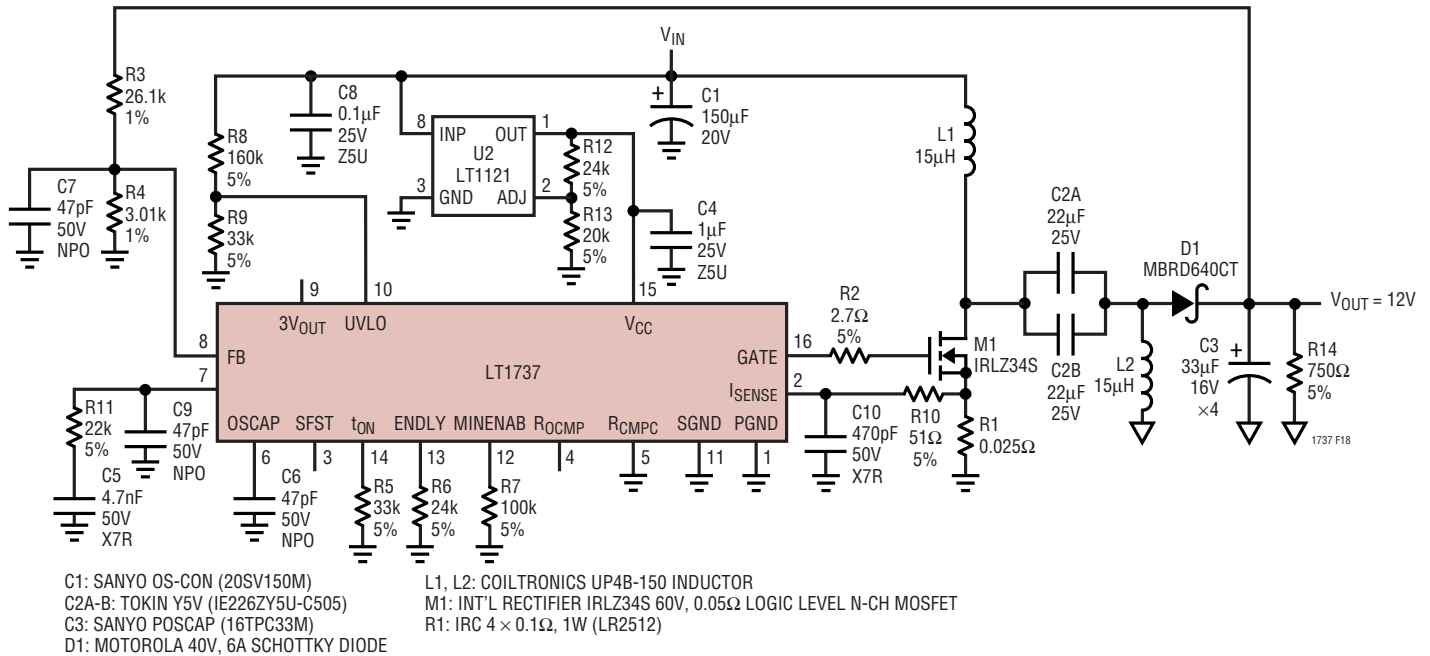 V_IN
R3
26.1k
1%
C8
0.1µF
25V
Z5U
+
C1
150µF
20V
R8
160k
5%
8
INP
OUT
1
U2
LT1121
3
GND
ADJ
2
R12
24k
5%
R13
20k
5%
L1
15µH
C7
47pF
50V
NPO
R4
3.01k
1%
R9
33k
5%
C4
1µF
25V
Z5U
C2A
22µF
25V
D1
MBRD640CT
9
10
15
3V_OUT
UVLO
V_CC
R2
2.7Ω
5%
V_OUT = 12V
8
FB
LT1737
GATE
16
M1
IRLZ34S
7
I_SENSE
2
C2B
22µF
25V
L2
15µH
C3
33µF
16V
×4
+
R14
750Ω
5%
R11
22k
5%
C9
47pF
50V
NPO
OSCAP
SFST
t_ON
ENDLY
MINENAB
R_OCMP
R_CMPC
SGND
PGND
6
3
14
13
12
4
5
11
1
C10
470pF
50V
X7R
R10
51Ω
5%
R1
0.025Ω
1737 F18
C5
4.7nF
50V
X7R
C6
47pF
50V
NPO
R5
33k
5%
R6
24k
5%
R7
100k
5%
C1: SANYO OS-CON (20SV150M)
C2A-B: TOKIN Y5V (IE226ZY5U-C505)
C3: SANYO POSCAP (16TPC33M)
D1: MOTOROLA 40V, 6A SCHOTTKY DIODE
L1, L2: COILTRONICS UP4B-150 INDUCTOR
M1: INT'L RECTIFIER IRLZ34S 60V, 0.05Ω LOGIC LEVEL N-CH MOSFET
R1: IRC 4 × 0.1Ω, 1W (LR2512)